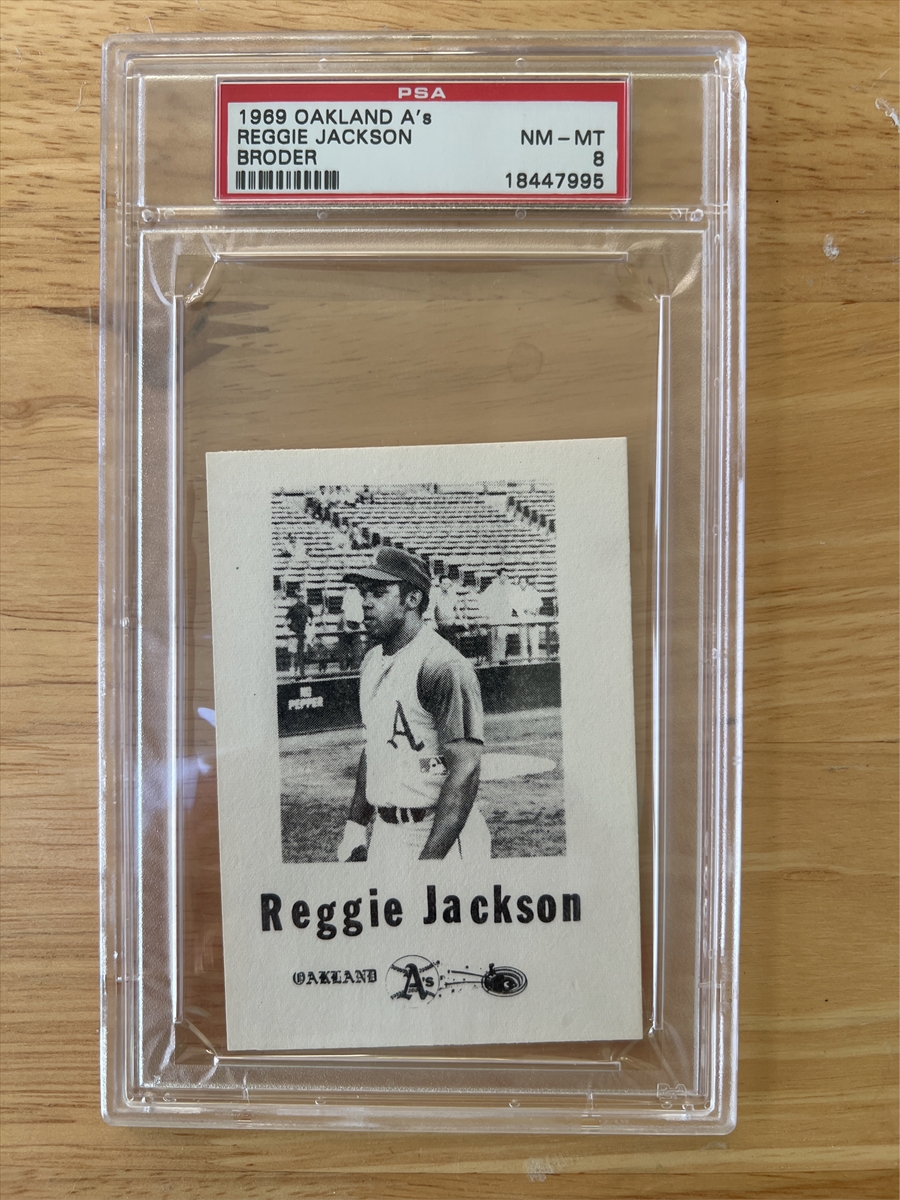 PSA
1969 OAKLAND A's
REGGIE JACKSON
NM - MT
BRODER
8
18447995
NO
PEPPER
A
Reggie Jackson
OAKLAND A's